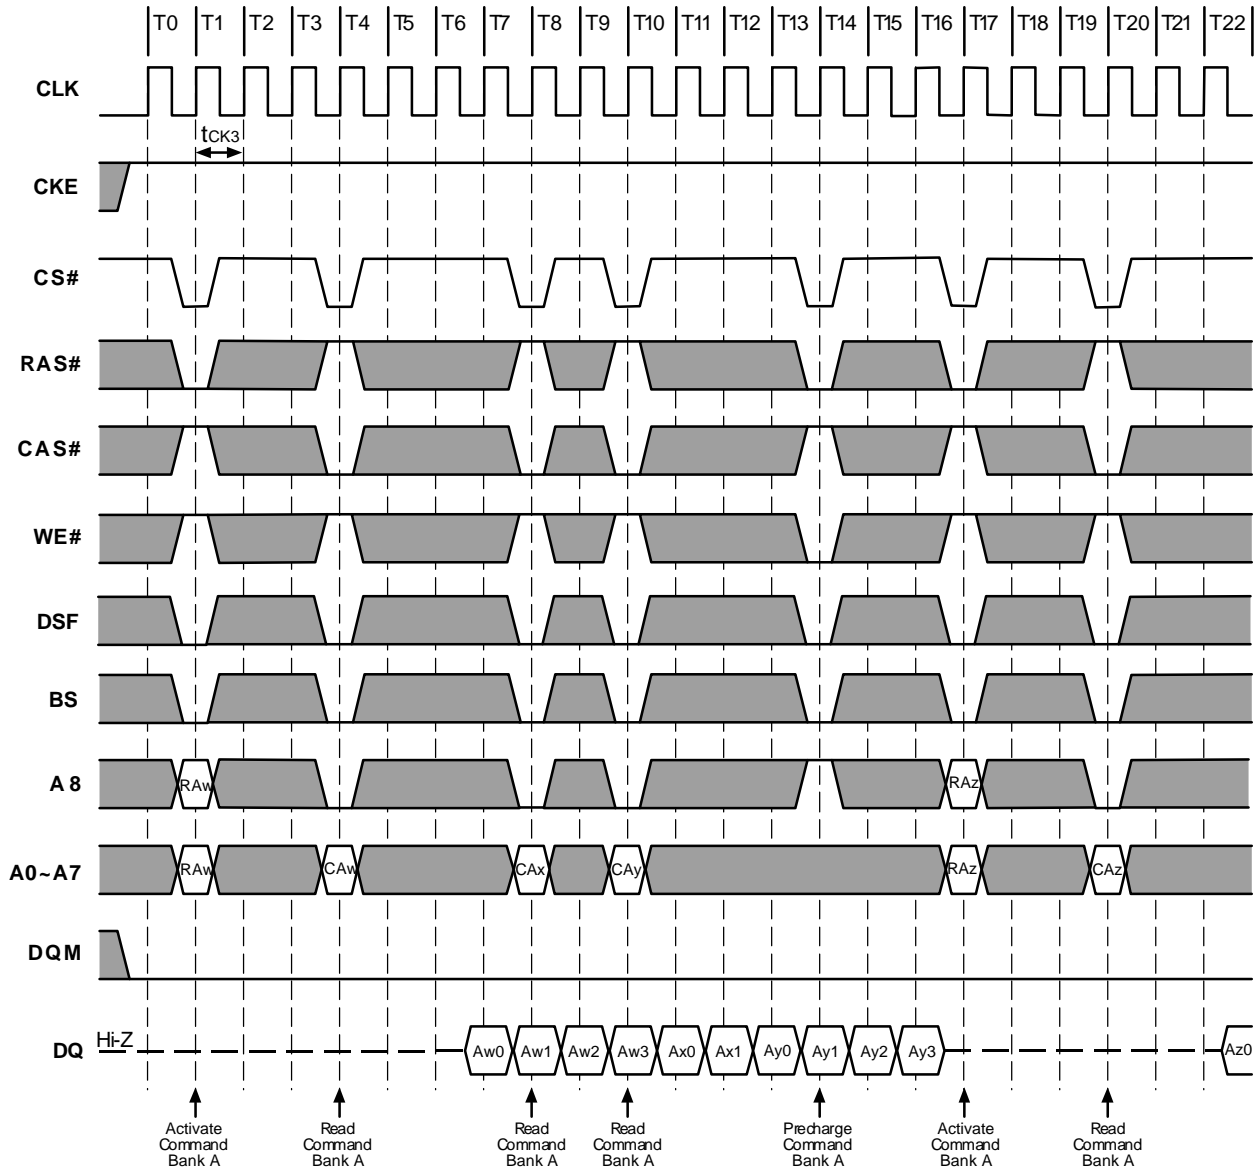 T0 T1 T2 T3 T4 T5 T6 T7 T8 T9 T10 T11 T12 T13 T14 T15 T16 T17 T18 T19 T20 T21 T22
CLK
tCK3
CKE
CS#
RAS#
CAS#
WE#
DSF
BS
A8 RAw RAz
A0~A7 RAw CAw CAx CAy RAz CAz
DQM
Hi-Z
DQ Aw0 Aw1 Aw2 Aw3 Ax0 Ax1 Ay0 Ay1 Ay2 Ay3 Az0
Activate Command Bank A
Read Command Bank A
Read Command Bank A
Read Command Bank A
Precharge Command Bank A
Activate Command Bank A
Read Command Bank A